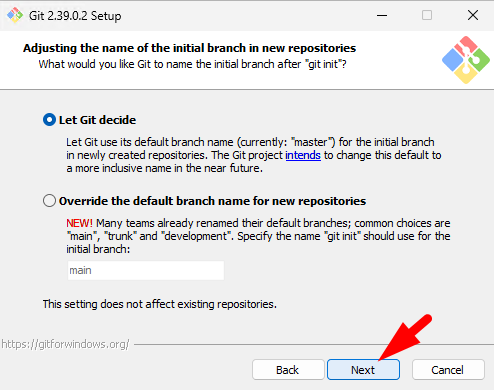 Git 2.39.0.2 Setup
Adjusting the name of the initial branch in new repositories
What would you like Git to name the initial branch after "git init"?
Let Git decide
Let Git use its default branch name (currently: "master") for the initial branch
in newly created repositories. The Git project intends to change this default to
a more inclusive name in the near future.
Override the default branch name for new repositories
NEW! Many teams already renamed their default branches; common choices are
"main", "trunk" and "development". Specify the name "git init" should use for the
initial branch:
main
This setting does not affect existing repositories.
https://gitforwindows.org/
Back
Next
Cancel